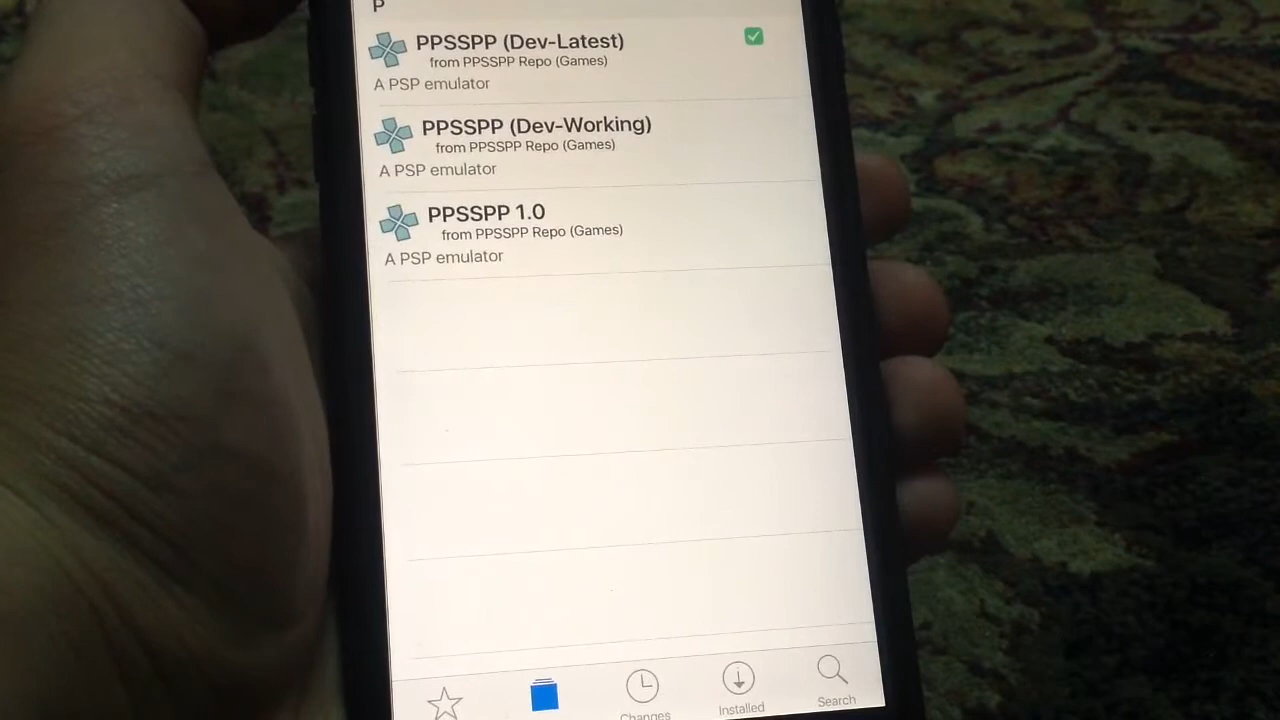 P
PPSSPP (Dev-Latest)
from PPSSPP Repo (Games)
A PSP emulator
PPSSPP (Dev-Working)
from PPSSPP Repo (Games)
A PSP emulator
PPSSPP 1.0
from PPSSPP Repo (Games)
A PSP emulator
Changes
Installed
Search